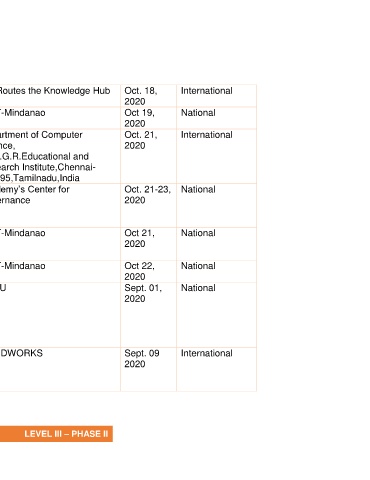 Routes the Knowledge Hub Oct. 18, International
2020
-Mindanao Oct 19, National
2020
artment of Computer Oct. 21, International
nce, 2020
.G.R.Educational and
earch Institute,Chennai-
95,Tamilnadu,India
lemy's Center for Oct. 21-23, National
ernance 2020
-Mindanao Oct 21, National
2020
-Mindanao Oct 22, National
2020
U Sept. 01, National
2020
DWORKS Sept. 09 International
2020
LEVEL III – PHASE II